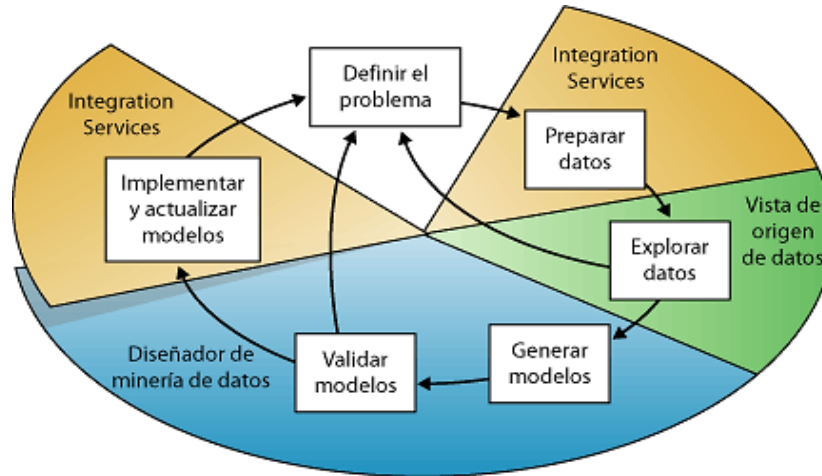 Integration
Services
Definir el
problema
Integration
Services
Preparar
datos
Implementar
y actualizar
modelos
Vista de
origen
de datos
Explorar
datos
Diseñador de
minería de datos
Validar
modelos
Generar
modelos